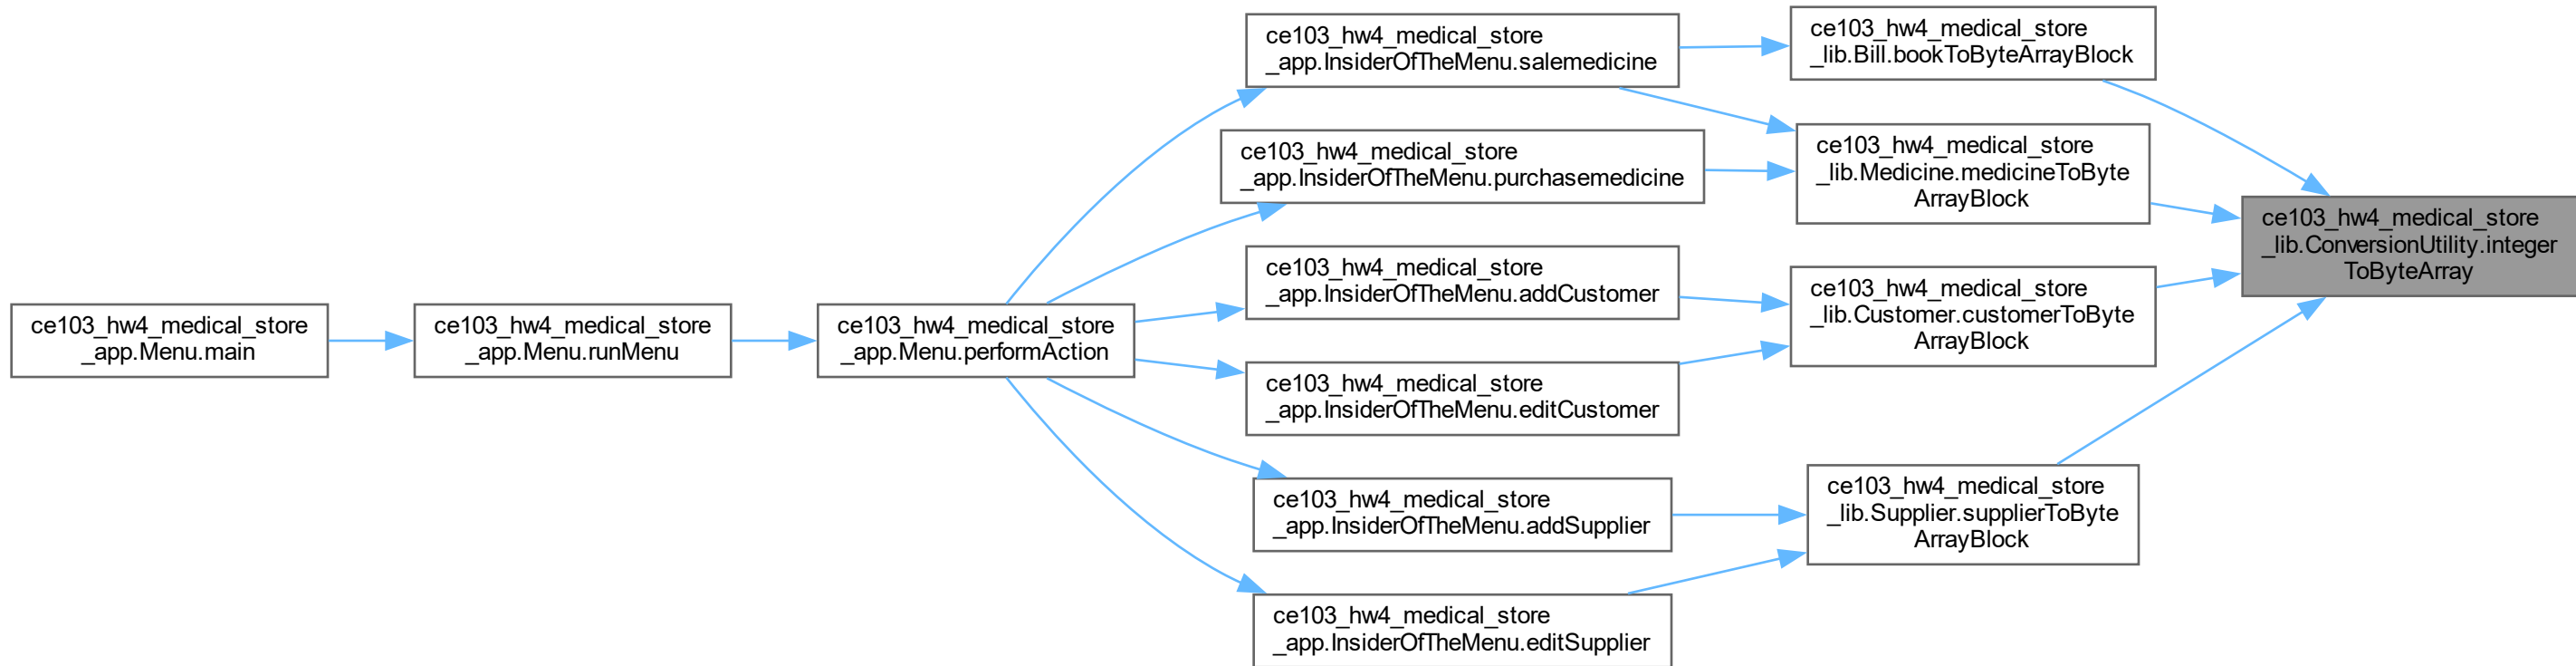 ce103_hw4_medical_store
_app.Menu.main
ce103_hw4_medical_store
_app.Menu.runMenu
ce103_hw4_medical_store
_app.Menu.performAction
ce103_hw4_medical_store
_app.InsiderOfTheMenu.salemedicine
ce103_hw4_medical_store
_app.InsiderOfTheMenu.purchasemedicine
ce103_hw4_medical_store
_app.InsiderOfTheMenu.addCustomer
ce103_hw4_medical_store
_app.InsiderOfTheMenu.editCustomer
ce103_hw4_medical_store
_app.InsiderOfTheMenu.addSupplier
ce103_hw4_medical_store
_app.InsiderOfTheMenu.editSupplier
ce103_hw4_medical_store
_lib.Bill.bookToByteArrayBlock
ce103_hw4_medical_store
_lib.Medicine.medicineToByte
ArrayBlock
ce103_hw4_medical_store
_lib.Customer.customerToByte
ArrayBlock
ce103_hw4_medical_store
_lib.Supplier.supplierToByte
ArrayBlock
ce103_hw4_medical_store
_lib.ConversionUtility.integer
ToByteArray